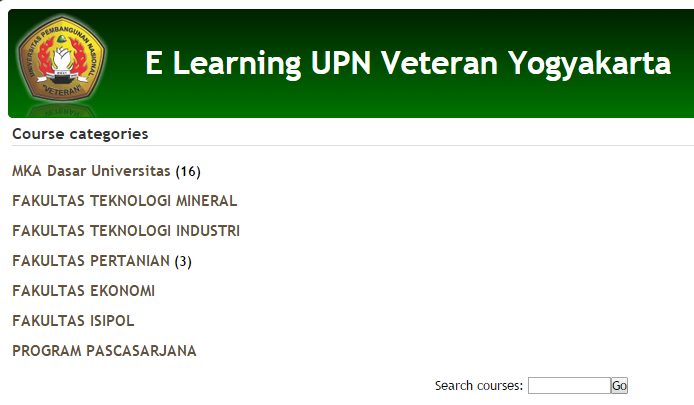 UNIVERSITAS PEMBANGUNAN NASIONAL
"VETERAN"
E Learning UPN Veteran Yogyakarta
Course categories
MKA Dasar Universitas (16)
FAKULTAS TEKNOLOGI MINERAL
FAKULTAS TEKNOLOGI INDUSTRI
FAKULTAS PERTANIAN (3)
FAKULTAS EKONOMI
FAKULTAS ISIPOL
PROGRAM PASCASARJANA
Search courses: Go